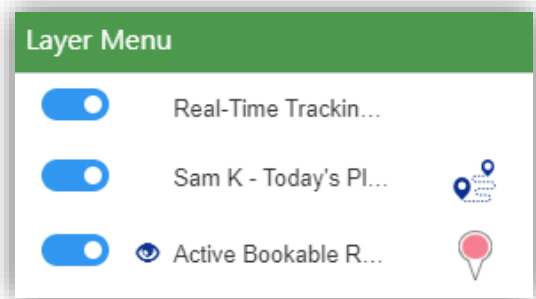 Layer Menu
Real-Time Trackin...
Sam K - Today's Pl...
Active Bookable R...